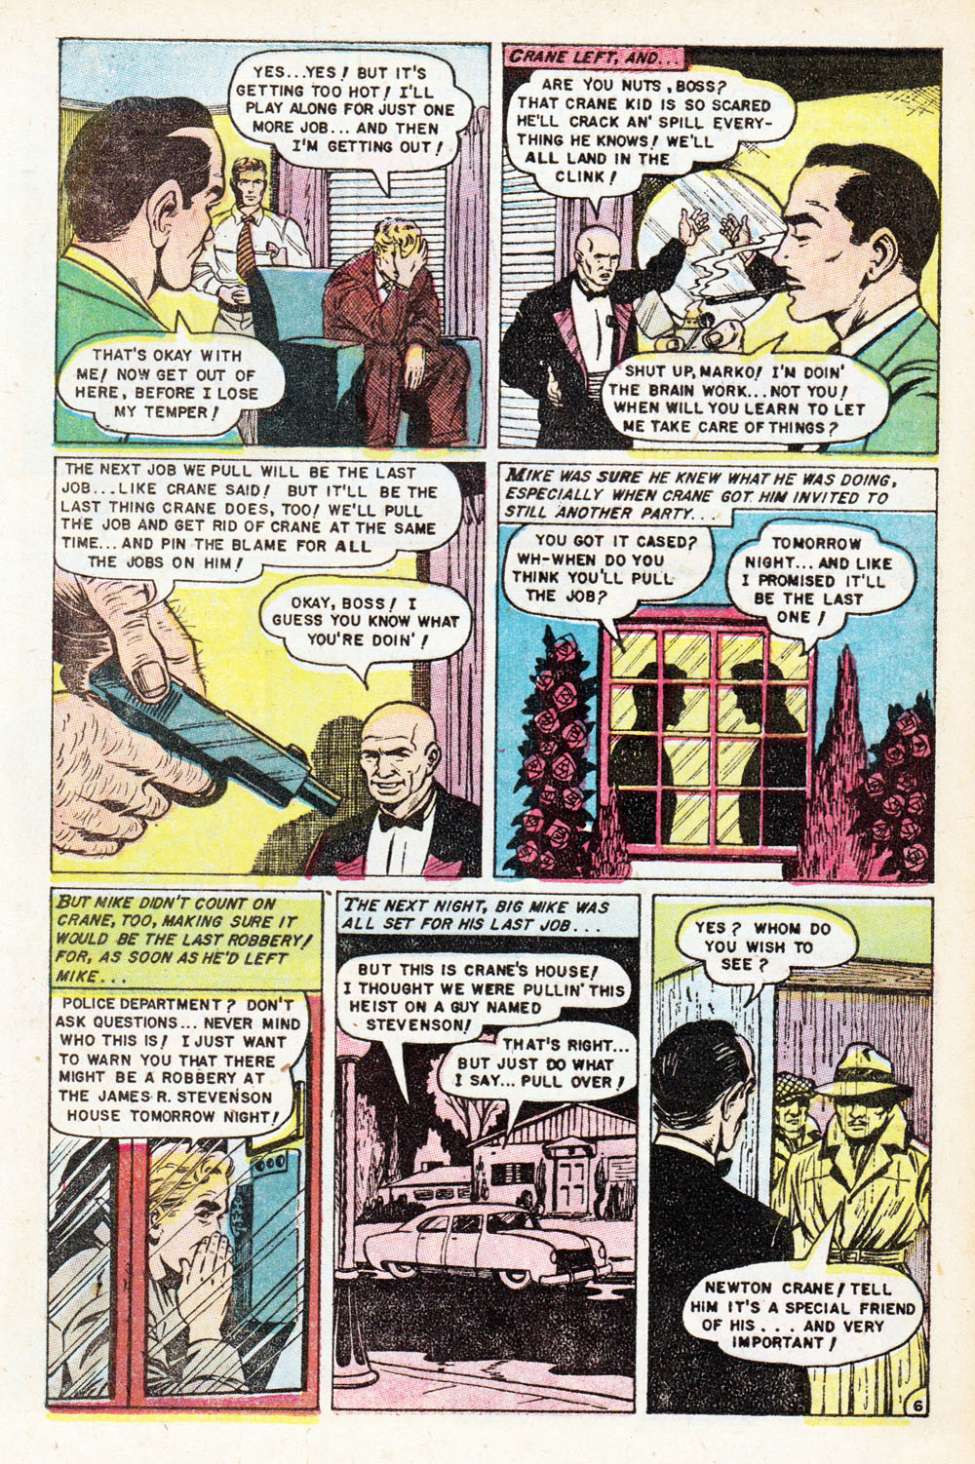 YES...YES! BUT IT'S
GETTING TOO HOT! I'LL
PLAY ALONG FOR JUST ONE
MORE JOB... AND THEN
I'M GETTING OUT!
THAT'S OKAY WITH
ME! NOW GET OUT OF
HERE, BEFORE I LOSE
MY TEMPER!
CRANE LEFT, AND...
ARE YOU NUTS, BOSS?
THAT CRANE KID IS SO SCARED
HE'LL CRACK AN' SPILL EVERY-
THING HE KNOWS! WE'LL
ALL LAND IN THE
CLINK!
SHUT UP, MARKO! I'M DOIN'
THE BRAIN WORK...NOT YOU!
WHEN WILL YOU LEARN TO LET
ME TAKE CARE OF THINGS?
THE NEXT JOB WE PULL WILL BE THE LAST
JOB...LIKE CRANE SAID! BUT IT'LL BE THE
LAST THING CRANE DOES, TOO! WE'LL PULL
THE JOB AND GET RID OF CRANE AT THE SAME
TIME...AND PIN THE BLAME FOR ALL
THE JOBS ON HIM!
OKAY, BOSS! I
GUESS YOU KNOW WHAT
YOU'RE DOIN'!
MIKE WAS SURE HE KNEW WHAT HE WAS DOING,
ESPECIALLY WHEN CRANE GOT HIM INVITED TO
STILL ANOTHER PARTY...
YOU GOT IT CASED?
WH-WHEN DO YOU
THINK YOU'LL PULL
THE JOB?
TOMORROW
NIGHT...AND LIKE
I PROMISED IT'LL
BE THE LAST
ONE!
BUT MIKE DIDN'T COUNT ON
CRANE, TOO, MAKING SURE IT
WOULD BE THE LAST ROBBERY!
FOR, AS SOON AS HE'D LEFT
MIKE...
POLICE DEPARTMENT? DON'T
ASK QUESTIONS... NEVER MIND
WHO THIS IS! I JUST WANT
TO WARN YOU THAT THERE
MIGHT BE A ROBBERY AT
THE JAMES R. STEVENSON
HOUSE TOMORROW NIGHT!
THE NEXT NIGHT, BIG MIKE WAS
ALL SET FOR HIS LAST JOB...
BUT THIS IS CRANE'S HOUSE!
I THOUGHT WE WERE PULLIN' THIS
HEIST ON A GUY NAMED
STEVENSON!
THAT'S RIGHT...
BUT JUST DO WHAT
I SAY... PULL OVER!
YES? WHOM DO
YOU WISH TO
SEE?
NEWTON CRANE! TELL
HIM IT'S A SPECIAL FRIEND
OF HIS... AND VERY
IMPORTANT!
6